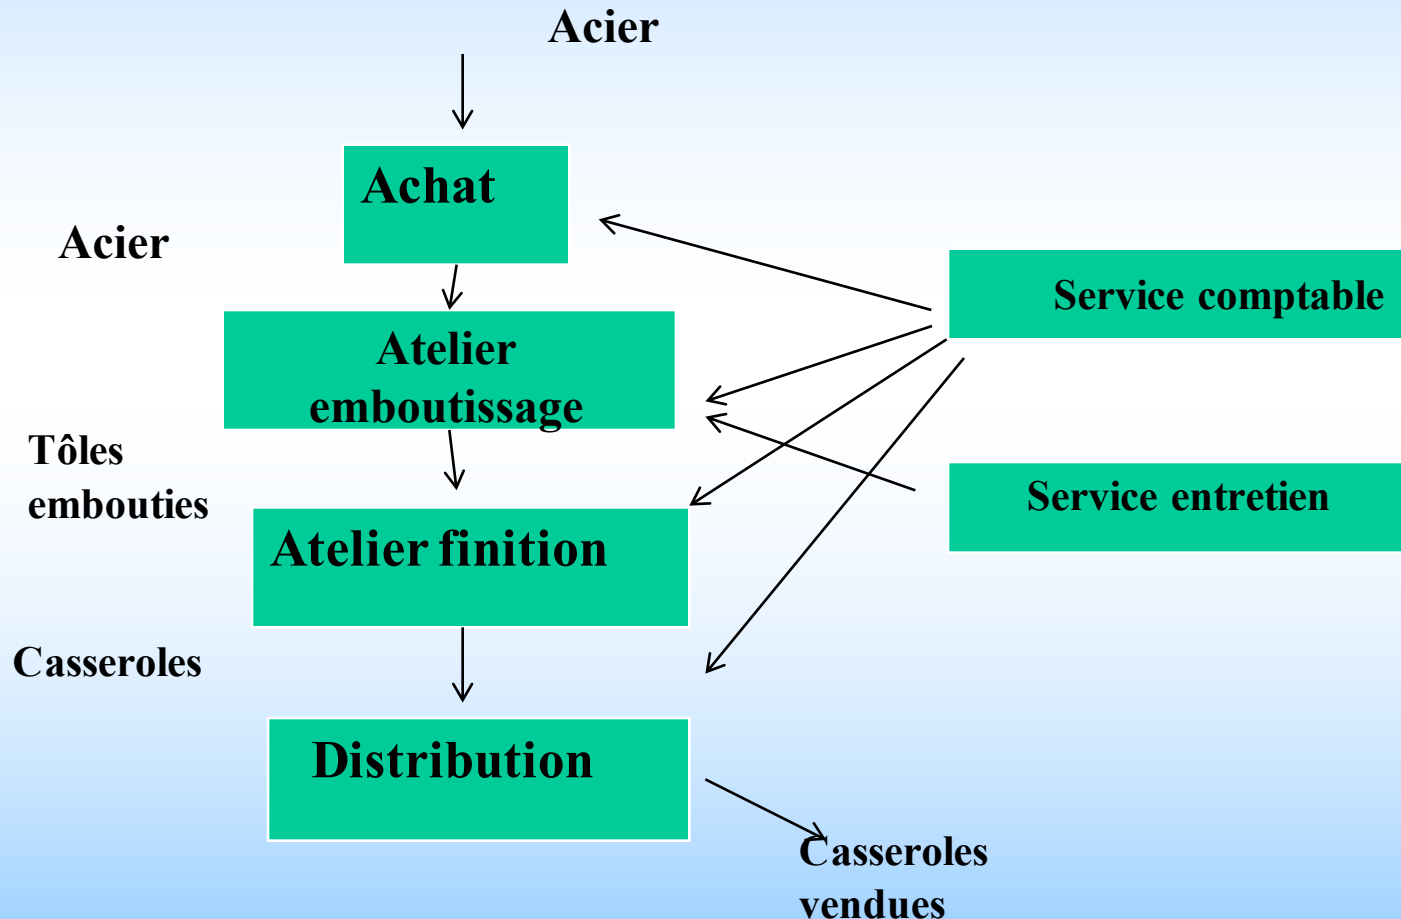 Acier
Achat
Acier
Service comptable
Atelier
emboutissage
Tôles
embouties
Service entretien
Atelier finition
Casseroles
Distribution
Casseroles
vendues